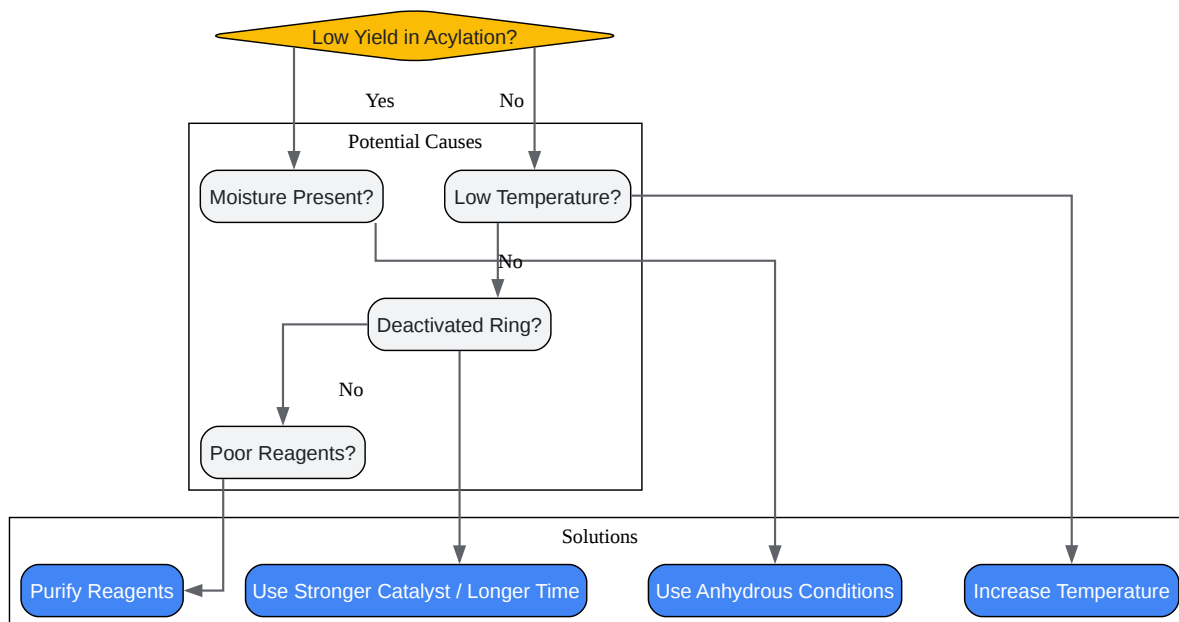 Low Yield in Acylation?
Yes
No
Potential Causes
Moisture Present?
Low Temperature?
No
Deactivated Ring?
No
Poor Reagents?
Solutions
Purify Reagents
Use Stronger Catalyst / Longer Time
Use Anhydrous Conditions
Increase Temperature